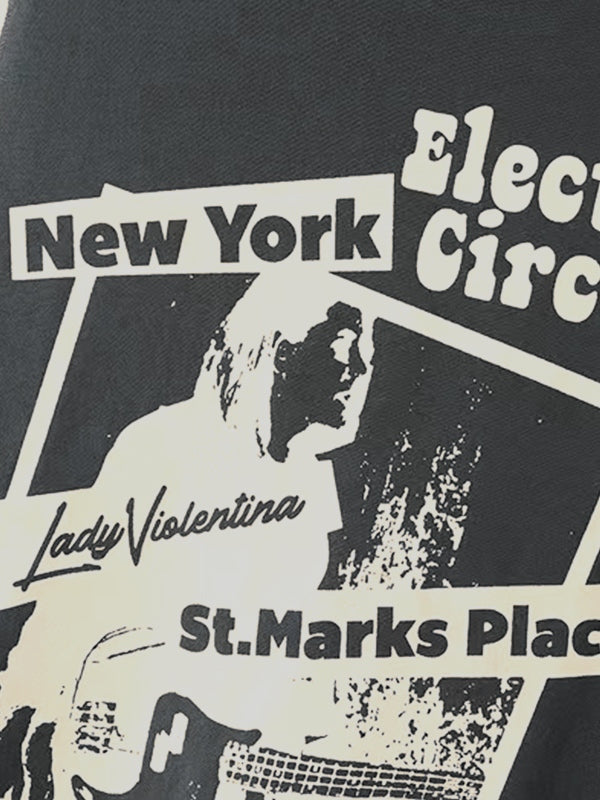 Elect
Circ
New York
Lady Violentina
St.Marks Plac